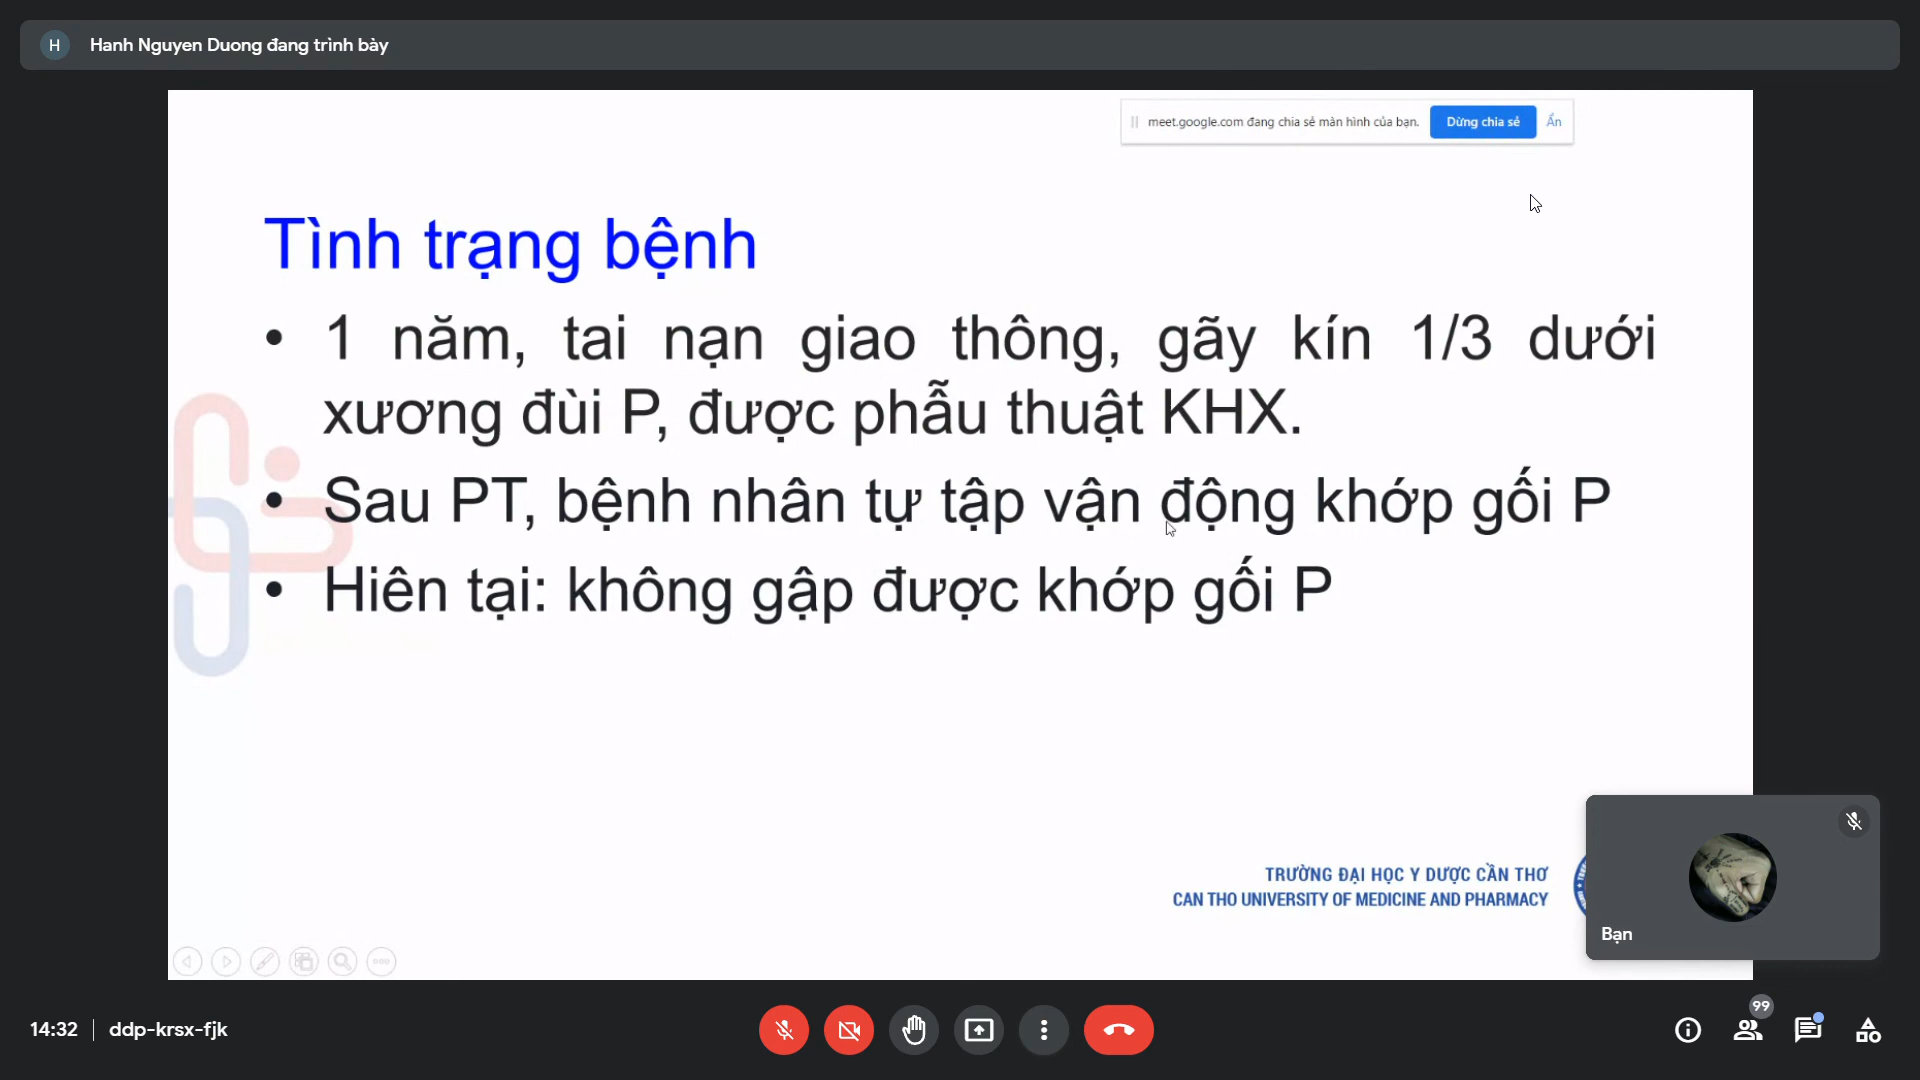 H Hanh Nguyen Duong đang trình bày
meet.google.com đang chia sẻ màn hình của bạn. Dừng chia sẻ Ẩn
Tình trạng bệnh
• 1 năm, tai nạn giao thông, gãy kín 1/3 dưới
xương đùi P, được phẫu thuật KHX.
• Sau PT, bệnh nhân tự tập vận động khớp gối P
• Hiên tại: không gập được khớp gối P
TRƯỜNG ĐẠI HỌC Y DƯỢC CẦN THƠ
CAN THO UNIVERSITY OF MEDICINE AND PHARMACY
Bạn
14:32 ddp-krsx-fjk
99